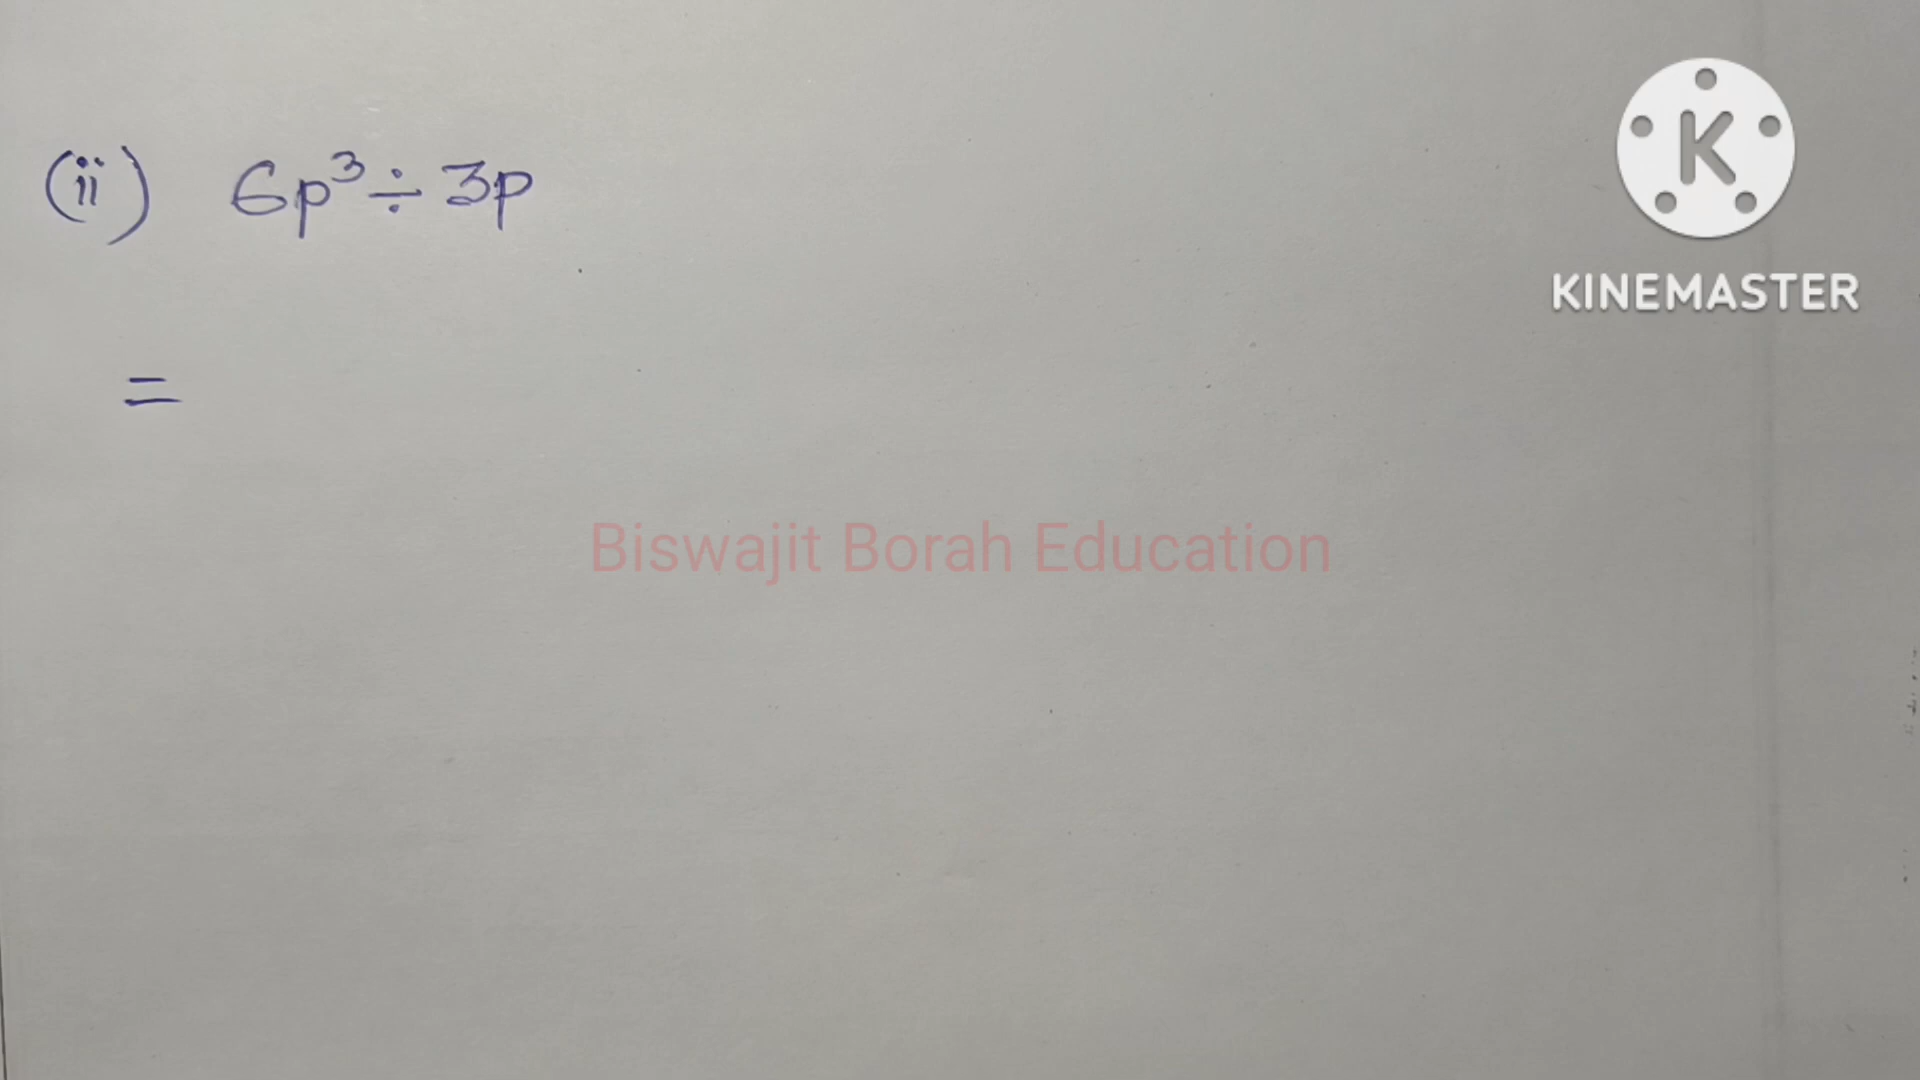 (ii) 6p³ ÷ 3p
K
KINEMASTER
=
Biswajit Borah Education